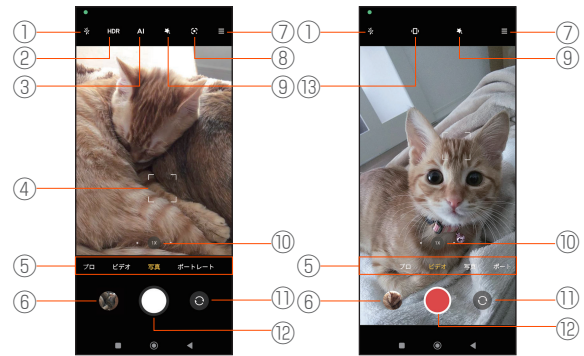 ① HDR AI ⑦
② ⑧
③ ⑨
④
1X ⑩
⑤ プロ ビデオ 写真 ポートレート
⑥ ⑪
⑫
① ⑦
⑬ ⑨
1X ⑩
⑤ プロ ビデオ 写真 ポート
⑥ ⑪
⑫